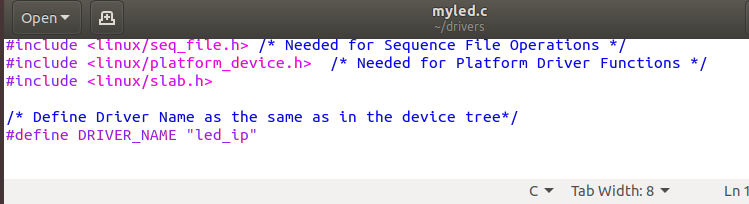 Open
myled.c
~/drivers
#include <linux/seq_file.h> /* Needed for Sequence File Operations */
#include <linux/platform_device.h>  /* Needed for Platform Driver Functions */
#include <linux/slab.h>
/* Define Driver Name as the same as in the device tree*/
#define DRIVER_NAME "led_ip"
C
Tab Width: 8
Ln 1